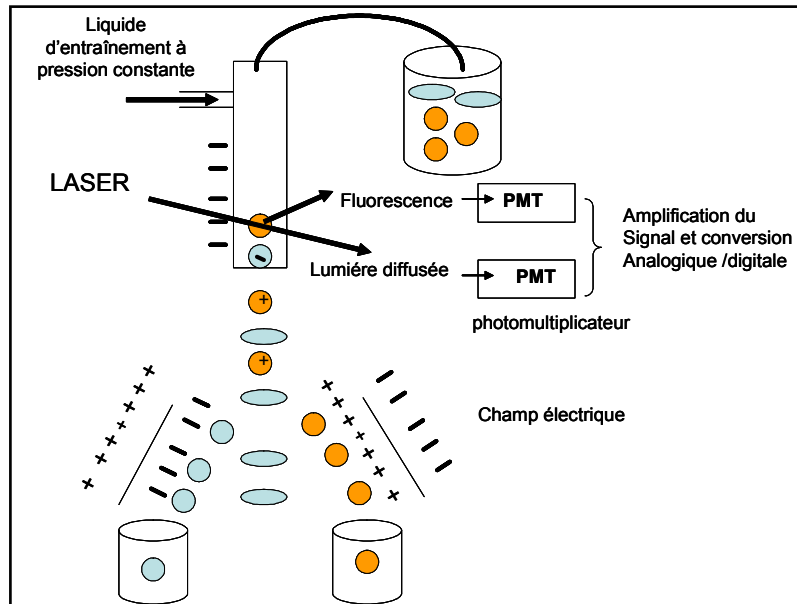 Liquide
d'entraînement à
pression constante
LASER
Fluorescence
PMT
Lumiére diffusée
PMT
photomultiplicateur
Amplification du
Signal et conversion
Analogique /digitale
Champ électrique